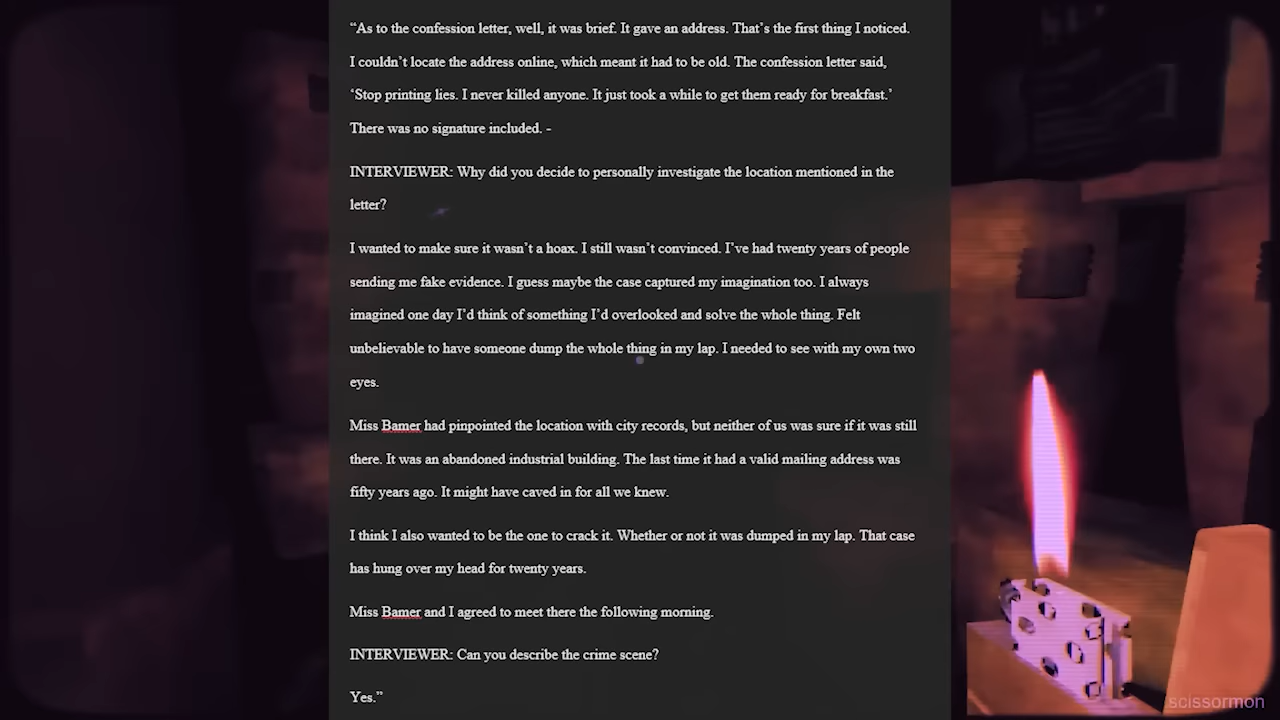 “As to the confession letter, well, it was brief. It gave an address. That’s the first thing I noticed.
I couldn’t locate the address online, which meant it had to be old. The confession letter said,
‘Stop printing lies. I never killed anyone. It just took a while to get them ready for breakfast.’
There was no signature included. -
INTERVIEWER: Why did you decide to personally investigate the location mentioned in the
letter?
I wanted to make sure it wasn’t a hoax. I still wasn’t convinced. I’ve had twenty years of people
sending me fake evidence. I guess maybe the case captured my imagination too. I always
imagined one day I’d think of something I’d overlooked and solve the whole thing. Felt
unbelievable to have someone dump the whole thing in my lap. I needed to see with my own two
eyes.
Miss Bamer had pinpointed the location with city records, but neither of us was sure if it was still
there. It was an abandoned industrial building. The last time it had a valid mailing address was
fifty years ago. It might have caved in for all we knew.
I think I also wanted to be the one to crack it. Whether or not it was dumped in my lap. That case
has hung over my head for twenty years.
Miss Bamer and I agreed to meet there the following morning.
INTERVIEWER: Can you describe the crime scene?
Yes.”
scissormon